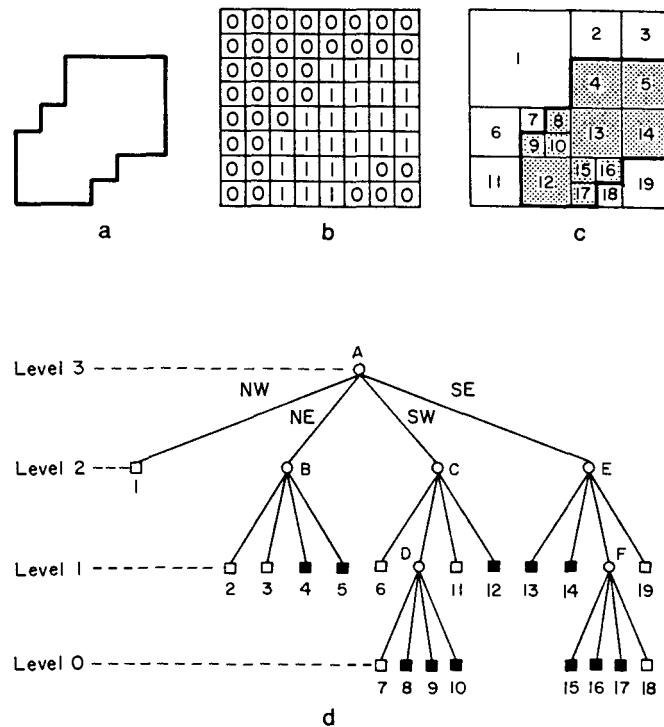 0 0 0 0 0 0 0 0
0 0 0 0 0 0 0 0
0 0 0 0 1 1 1 1
0 0 0 0 1 1 1 1
0 0 0 1 1 1 1 1
0 0 1 1 1 1 1 1
0 0 1 1 1 1 0 0
0 0 1 1 1 0 0 0
2 3
1
4 5
7 8
6 13 14
9 10
15 16
11 12 19
17 18
a b c
A
Level 3
NW NE SW SE
Level 2
1 B C E
D F
Level 1
2 3 4 5 6 11 12 13 14 19
Level 0
7 8 9 10 15 16 17 18
d